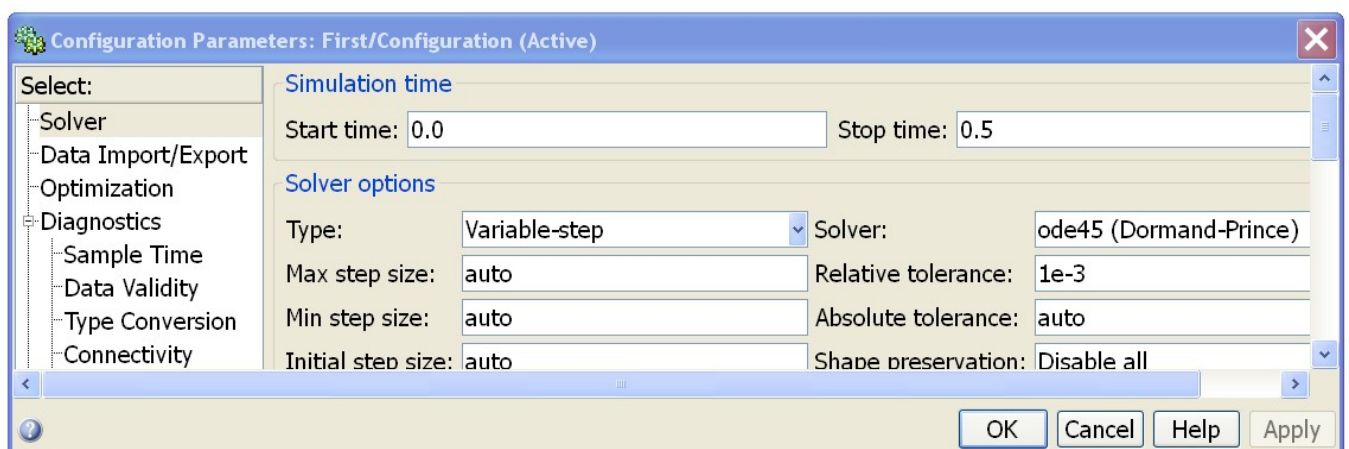 Configuration Parameters: First/Configuration (Active)
Select:
Solver
Data Import/Export
Optimization
Diagnostics
Sample Time
Data Validity
Type Conversion
Connectivity
Simulation time
Start time: 0.0 Stop time: 0.5
Solver options
Type: Variable-step Solver: ode45 (Dormand-Prince)
Max step size: auto Relative tolerance: 1e-3
Min step size: auto Absolute tolerance: auto
Initial step size: auto Shape preservation: Disable all
OK Cancel Help Apply